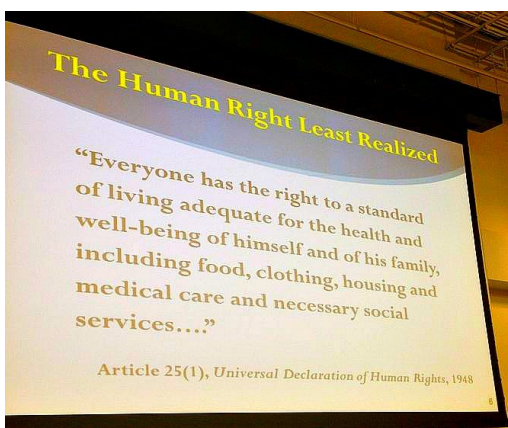 The Human Right Least Realized
“Everyone has the right to a standard
of living adequate for the health and
well-being of himself and of his family,
including food, clothing, housing and
medical care and necessary social
services….”
Article 25(1), Universal Declaration of Human Rights, 1948
8